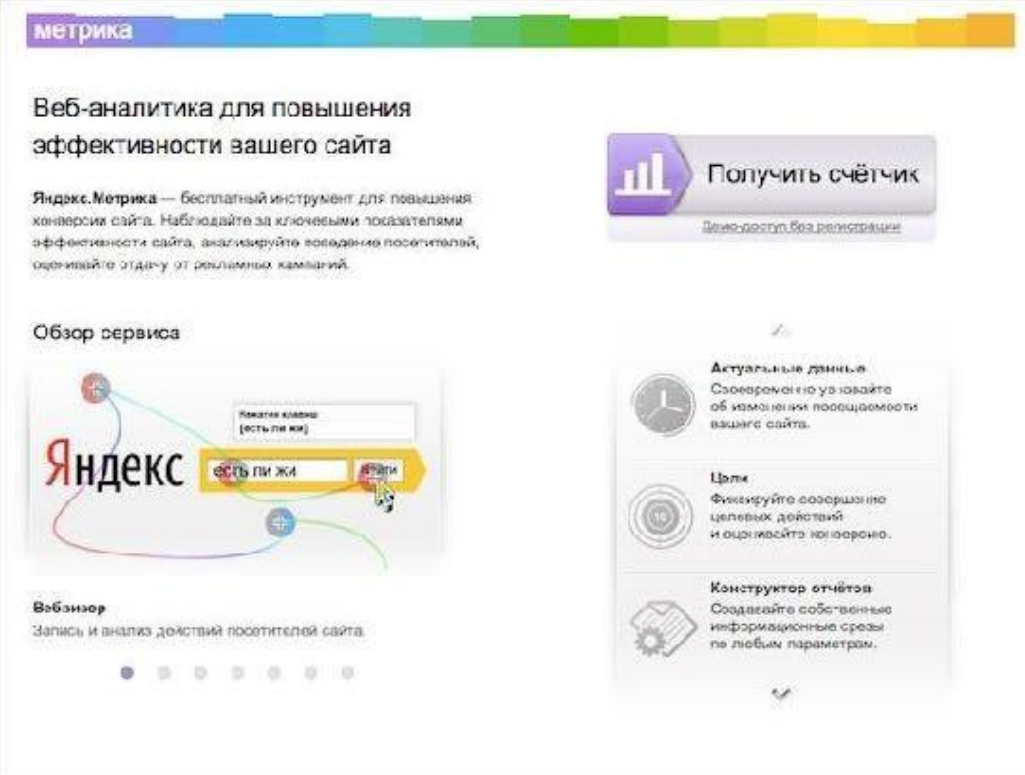 метрика
Веб-аналитика для повышения
эффективности вашего сайта
Яндекс.Метрика — бесплатный инструмент для повышения
конверсии сайта. Наблюдайте за ключевыми показателями
эффективности сайта, анализируйте поведение посетителей,
оценивайте отдачу от рекламных кампаний.
Получить счётчик
Демо-доступ без регистрации
Обзор сервиса
Нажатия клавиш
[есть ли жи]
Яндекс
есть ли жи
Найти
Вебвизор
Запись и анализ действий посетителей сайта.
Актуальные данные
Своевременно узнавайте
об изменении посещаемости
вашего сайта.
Цели
Фиксируйте совершение
целевых действий
и оценивайте конверсию.
Конструктор отчётов
Создавайте собственные
информационные срезы
по любым параметрам.